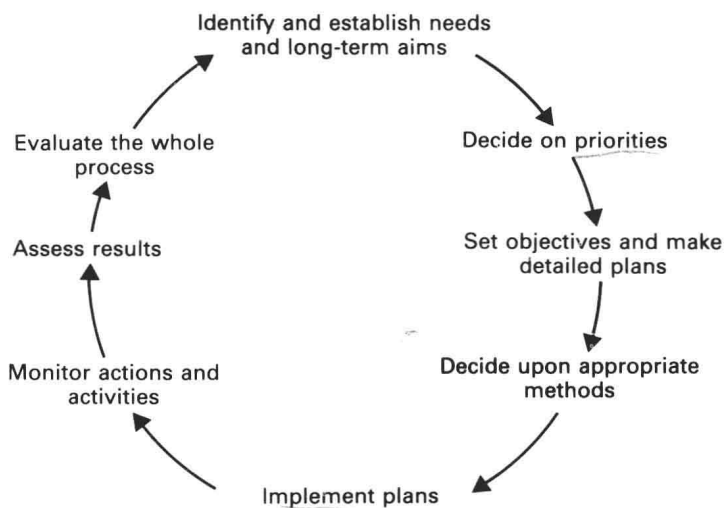 Identify and establish needs
and long-term aims
Decide on priorities
Set objectives and make
detailed plans
Decide upon appropriate
methods
Implement plans
Monitor actions and
activities
Assess results
Evaluate the whole
process